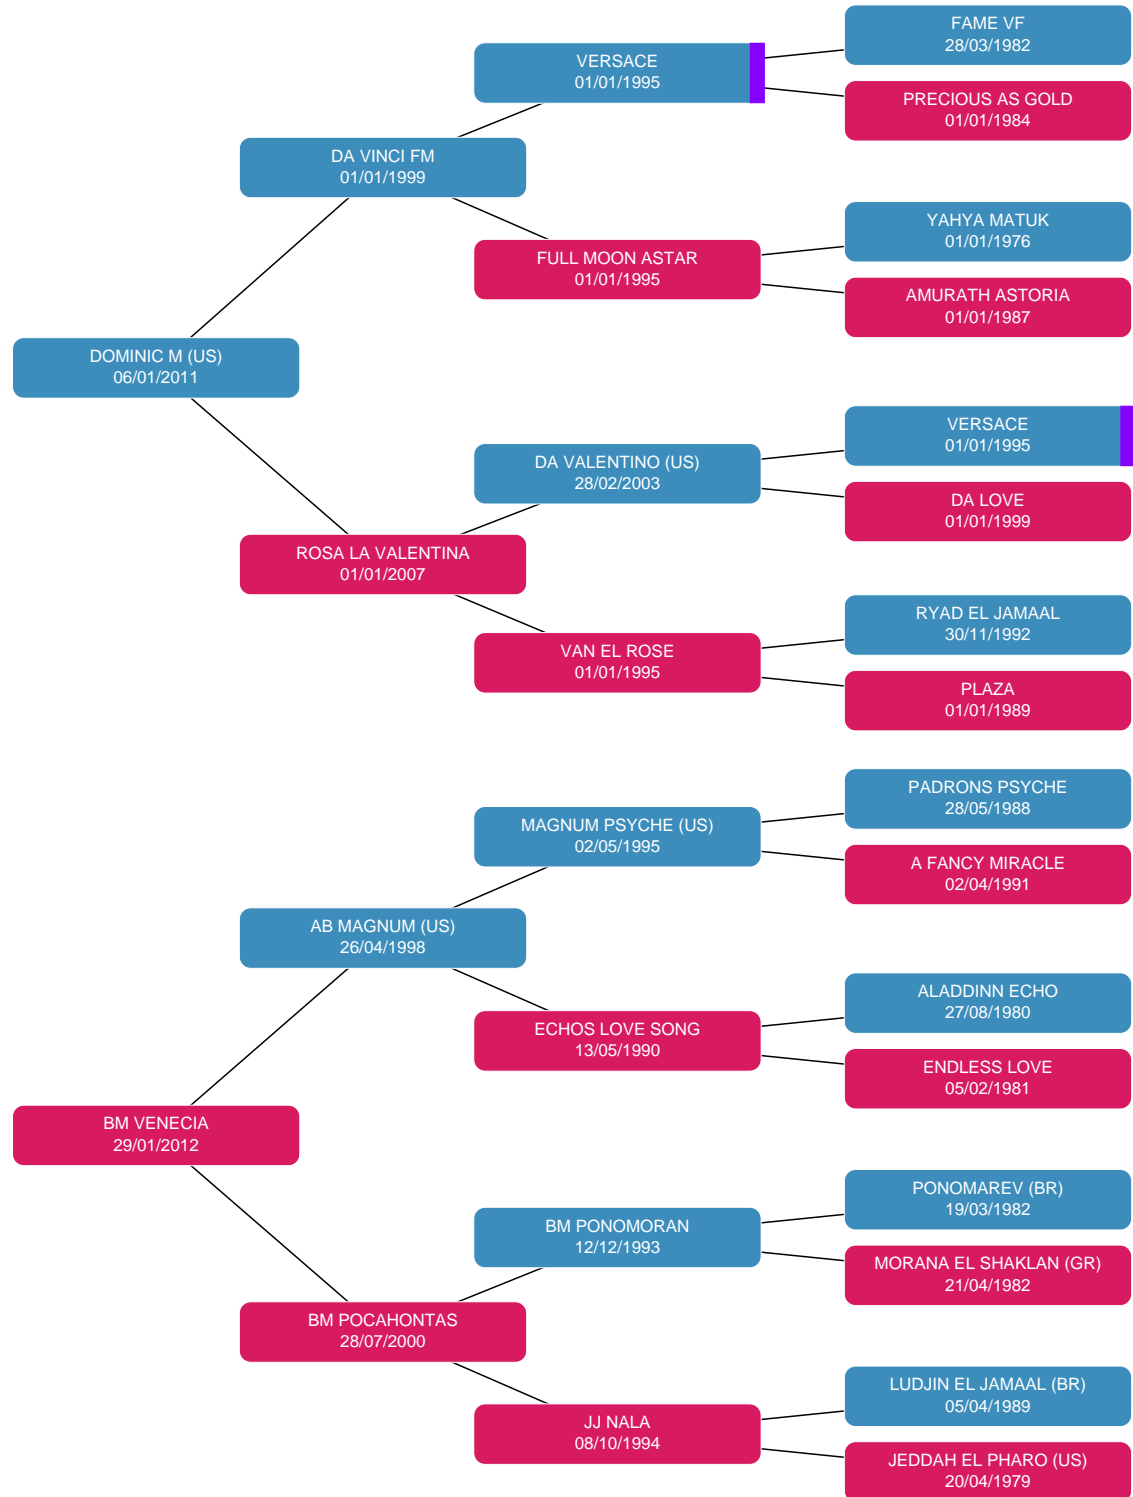 FAME VF
28/03/1982
VERSACE
01/01/1995
PRECIOUS AS GOLD
01/01/1984
DA VINCI FM
01/01/1999
YAHYA MATUK
01/01/1976
FULL MOON ASTAR
01/01/1995
AMURATH ASTORIA
01/01/1987
DOMINIC M (US)
06/01/2011
VERSACE
01/01/1995
DA VALENTINO (US)
28/02/2003
DA LOVE
01/01/1999
ROSA LA VALENTINA
01/01/2007
RYAD EL JAMAAL
30/11/1992
VAN EL ROSE
01/01/1995
PLAZA
01/01/1989
PADRONS PSYCHE
28/05/1988
MAGNUM PSYCHE (US)
02/05/1995
A FANCY MIRACLE
02/04/1991
AB MAGNUM (US)
26/04/1998
ALADDINN ECHO
27/08/1980
ECHOS LOVE SONG
13/05/1990
ENDLESS LOVE
05/02/1981
BM VENECIA
29/01/2012
PONOMAREV (BR)
19/03/1982
BM PONOMORAN
12/12/1993
MORANA EL SHAKLAN (GR)
21/04/1982
BM POCAHONTAS
28/07/2000
LUDJIN EL JAMAAL (BR)
05/04/1989
JJ NALA
08/10/1994
JEDDAH EL PHARO (US)
20/04/1979